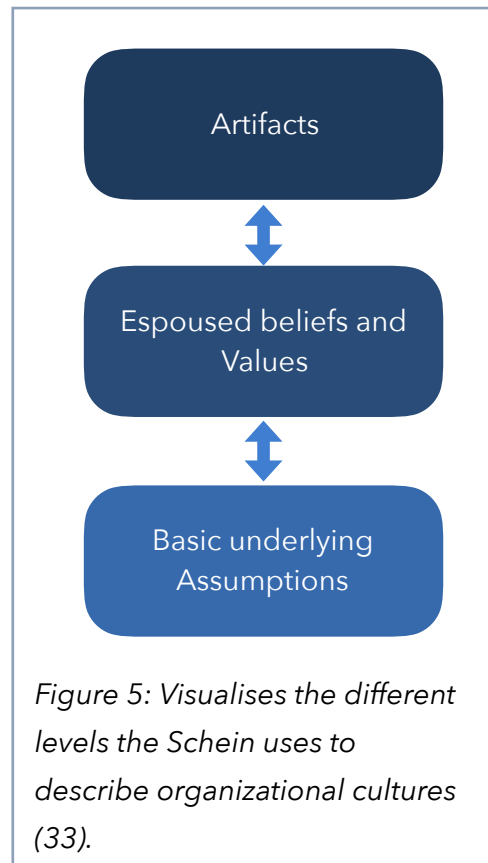 Artifacts
Espoused beliefs and
Values
Basic underlying
Assumptions
Figure 5: Visualises the different
levels the Schein uses to
describe organizational cultures
(33).